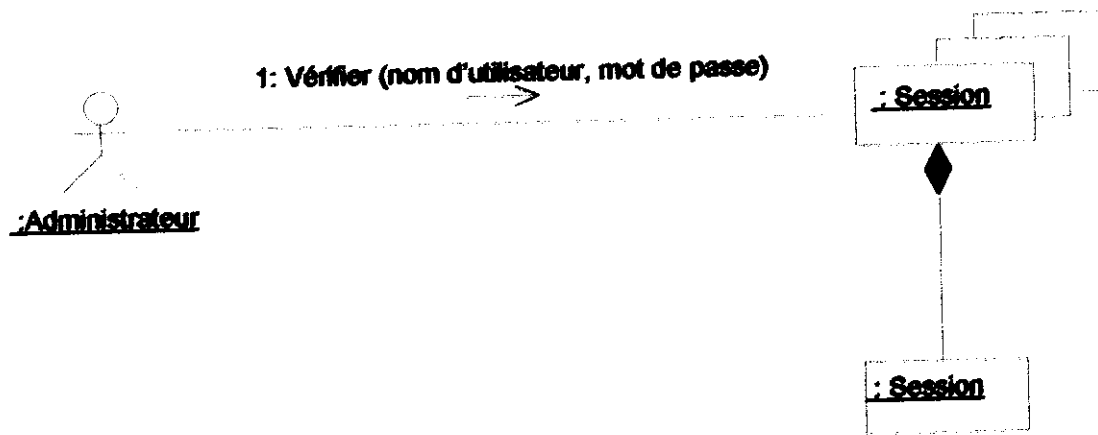 1: Vérifier (nom d'utilisateur, mot de passe)
: Session
:Administrateur
: Session